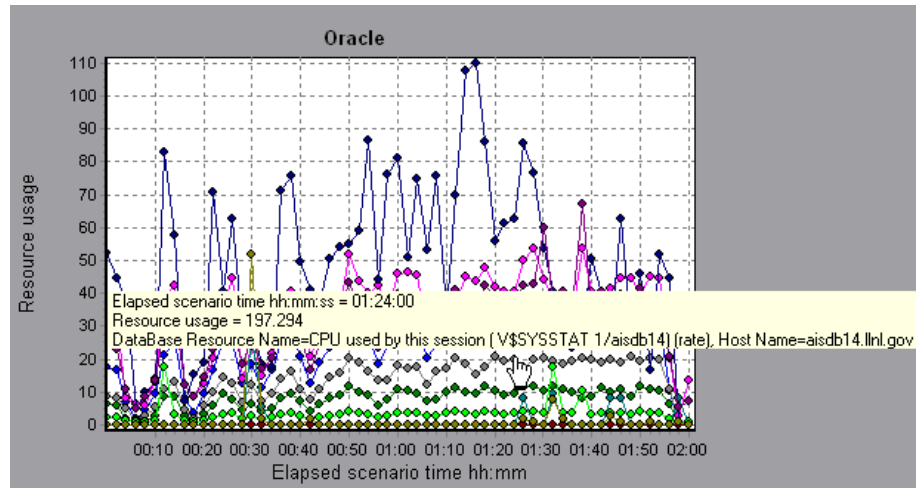 Oracle
110
100
90
80
70
60
50
40
30
20
10
0
Resource usage
Elapsed scenario time hh:mm:ss = 01:24:00
Resource usage = 197.294
DataBase Resource Name=CPU used by this session ( V$SYSSTAT 1/aisdb14) (rate), Host Name=aisdb14.llnl.gov
00:10 00:20 00:30 00:40 00:50 01:00 01:10 01:20 01:30 01:40 01:50 02:00
Elapsed scenario time hh:mm